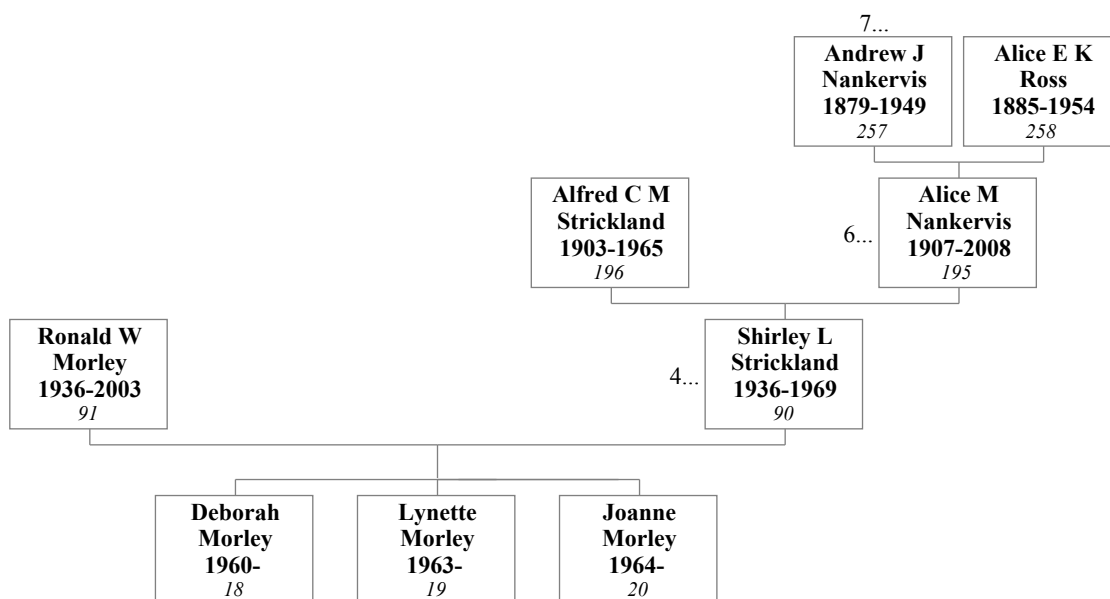 7...
Andrew J
Nankervis
1879-1949
257
Alice E K
Ross
1885-1954
258
Alfred C M
Strickland
1903-1965
196
6...
Alice M
Nankervis
1907-2008
195
Ronald W
Morley
1936-2003
91
4...
Shirley L
Strickland
1936-1969
90
Deborah
Morley
1960-
18
Lynette
Morley
1963-
19
Joanne
Morley
1964-
20